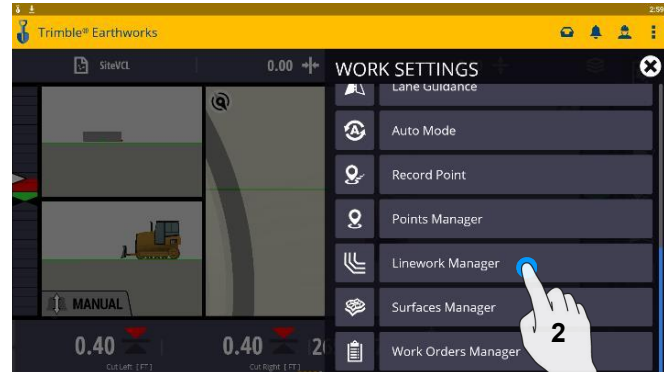 2:59
Trimble® Earthworks
SiteVCL
0.00
WORK SETTINGS
Lane Guidance
Auto Mode
Record Point
Points Manager
Linework Manager
Surfaces Manager
2
MANUAL
Work Orders Manager
0.40
0.40
Cut Left [FT]
Cut Right [FT]